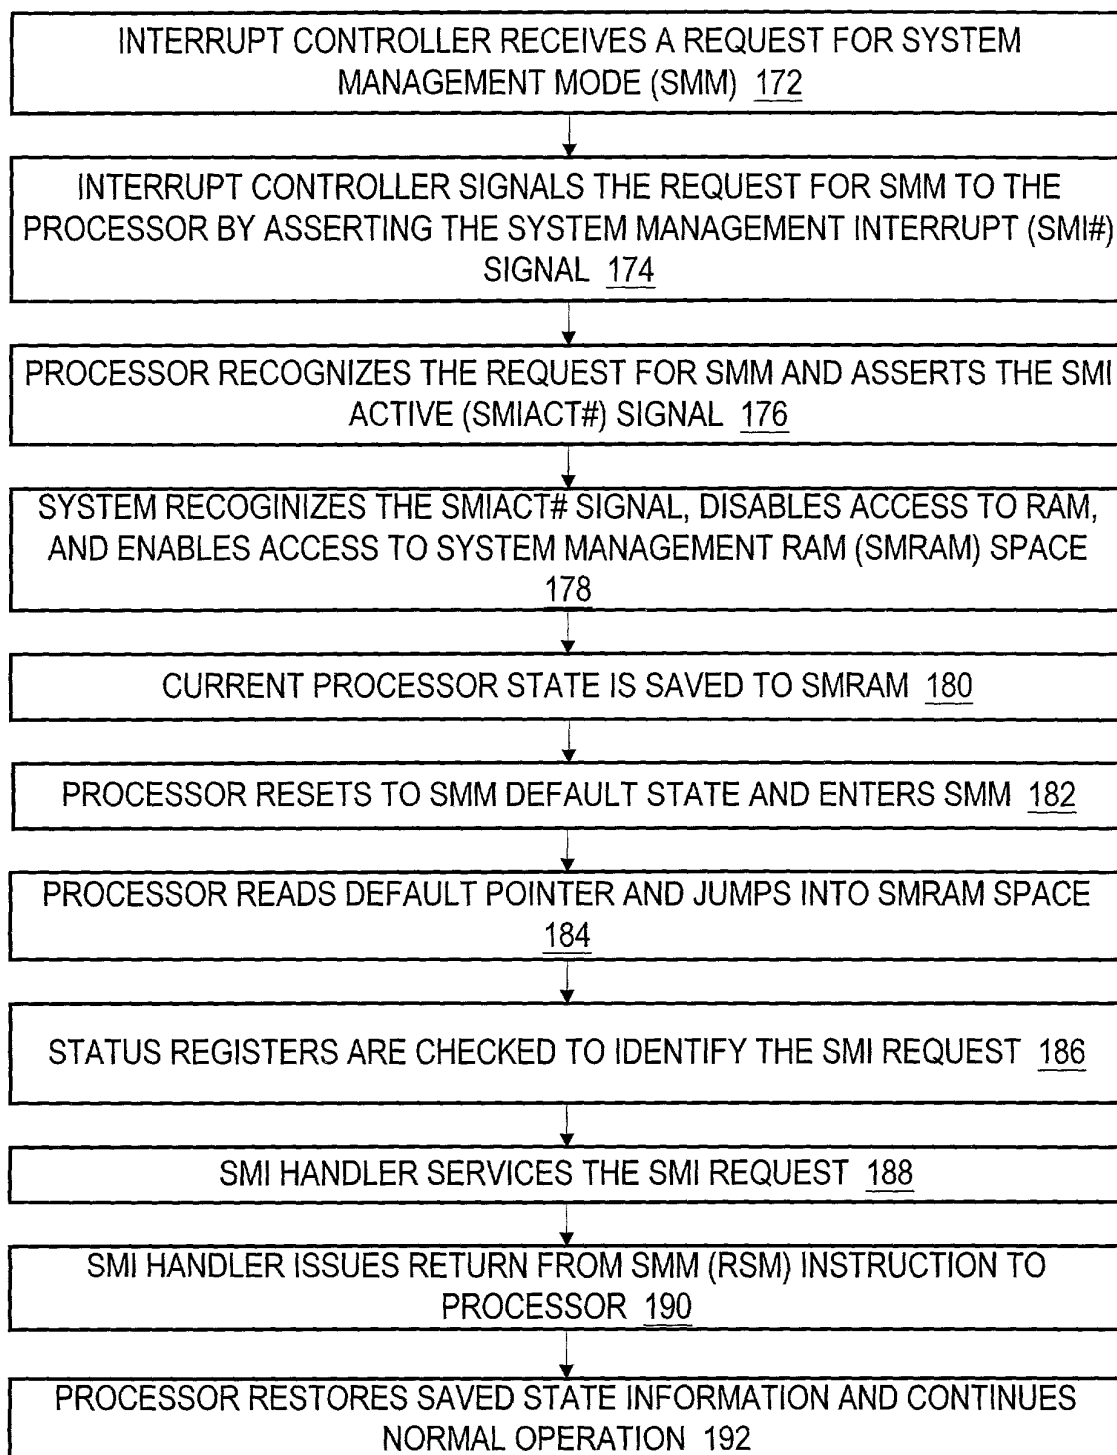 INTERRUPT CONTROLLER RECEIVES A REQUEST FOR SYSTEM
MANAGEMENT MODE (SMM) 172
INTERRUPT CONTROLLER SIGNALS THE REQUEST FOR SMM TO THE
PROCESSOR BY ASSERTING THE SYSTEM MANAGEMENT INTERRUPT (SMI#)
SIGNAL 174
PROCESSOR RECOGNIZES THE REQUEST FOR SMM AND ASSERTS THE SMI
ACTIVE (SMIACT#) SIGNAL 176
SYSTEM RECOGINIZES THE SMIACT# SIGNAL, DISABLES ACCESS TO RAM,
AND ENABLES ACCESS TO SYSTEM MANAGEMENT RAM (SMRAM) SPACE
178
CURRENT PROCESSOR STATE IS SAVED TO SMRAM 180
PROCESSOR RESETS TO SMM DEFAULT STATE AND ENTERS SMM 182
PROCESSOR READS DEFAULT POINTER AND JUMPS INTO SMRAM SPACE
184
STATUS REGISTERS ARE CHECKED TO IDENTIFY THE SMI REQUEST 186
SMI HANDLER SERVICES THE SMI REQUEST 188
SMI HANDLER ISSUES RETURN FROM SMM (RSM) INSTRUCTION TO
PROCESSOR 190
PROCESSOR RESTORES SAVED STATE INFORMATION AND CONTINUES
NORMAL OPERATION 192